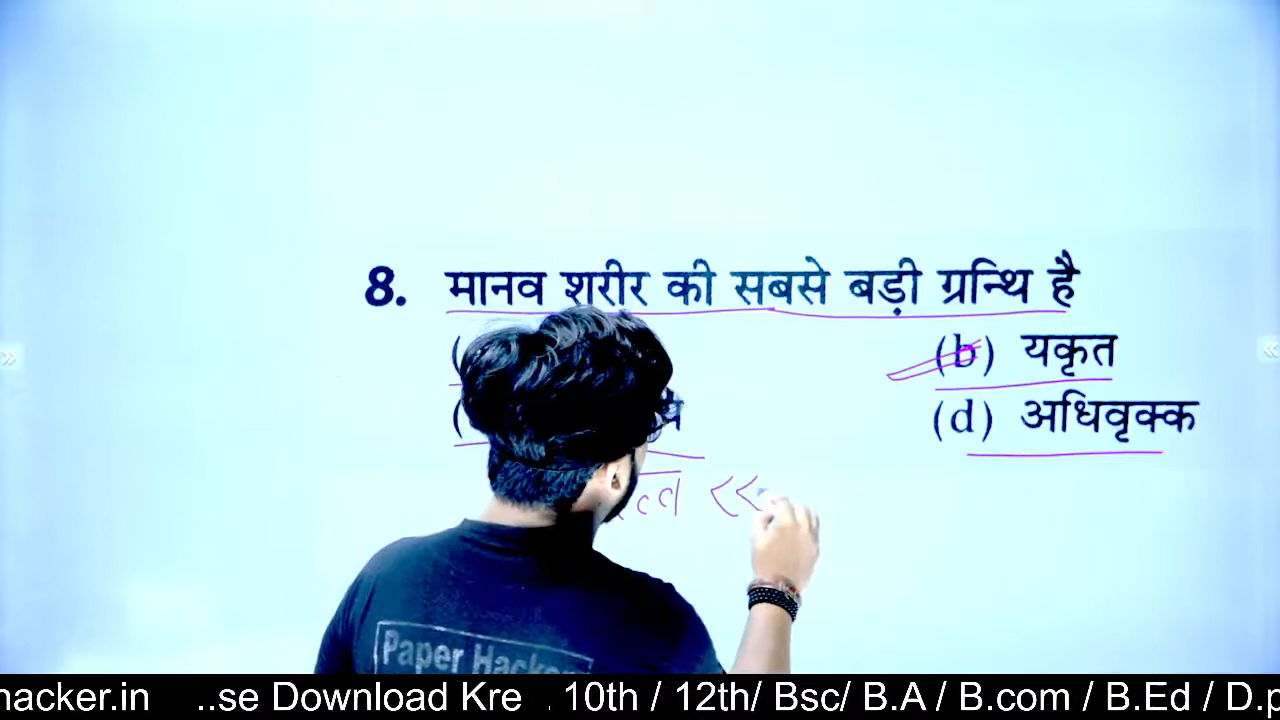 8. मानव शरीर की सबसे बड़ी ग्रन्थि है
(b) यकृत
(d) अधिवृक्क
Paper Hacker
hacker.in ..se Download Kre . 10th / 12th/ Bsc/ B.A / B.com / B.Ed / D.p